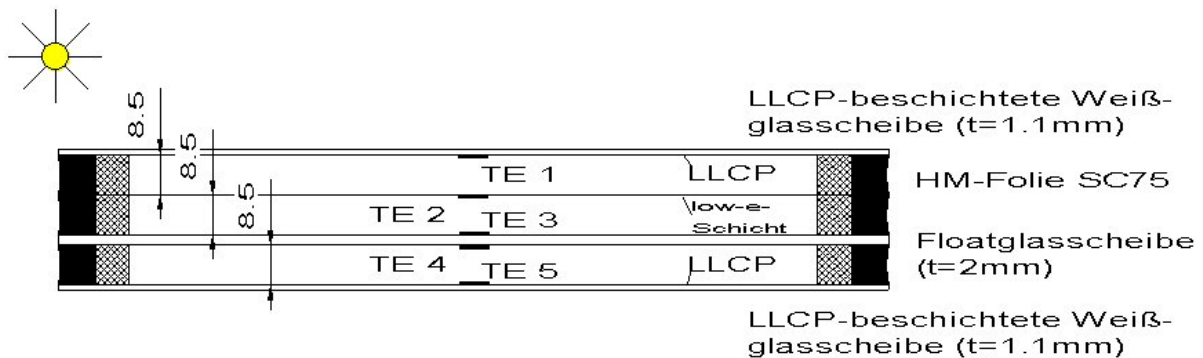 LLCP-beschichtete Weiß-
glasscheibe (t=1.1mm)
8.5
8.5
8.5
TE 1
LLCP
HM-Folie SC75
TE 2
TE 3
low-e-
Schicht
Floatglasscheibe
(t=2mm)
TE 4
TE 5
LLCP
LLCP-beschichtete Weiß-
glasscheibe (t=1.1mm)